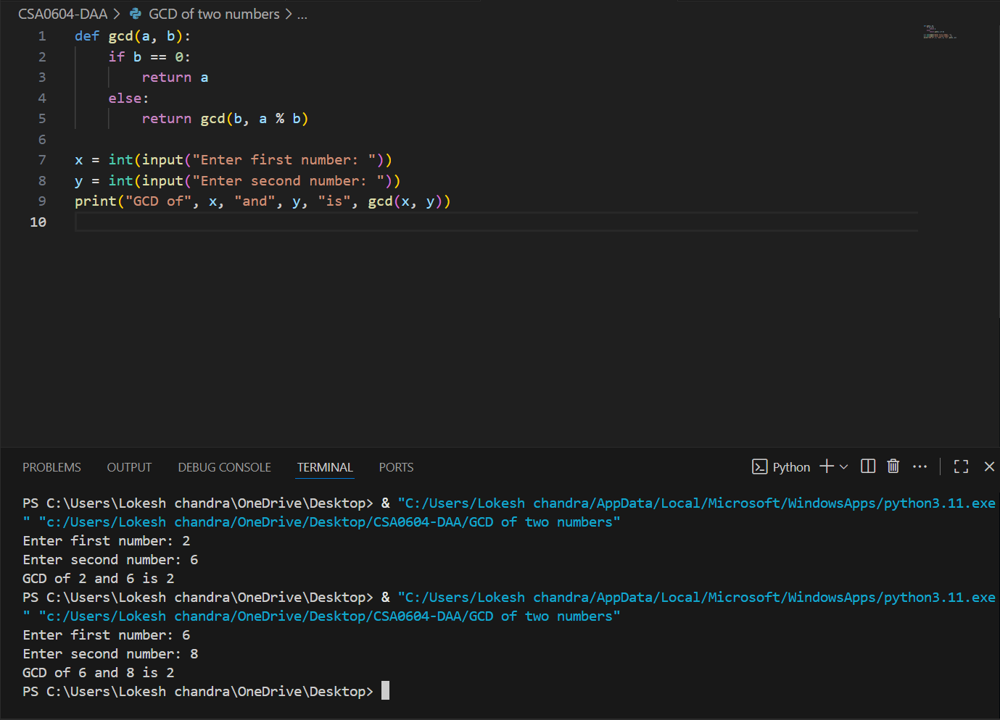 CSA0604-DAA > GCD of two numbers > ...
1 def gcd(a, b):
2     if b == 0:
3         return a
4     else:
5         return gcd(b, a % b)
6
7 x = int(input("Enter first number: "))
8 y = int(input("Enter second number: "))
9 print("GCD of", x, "and", y, "is", gcd(x, y))
10
PROBLEMS OUTPUT DEBUG CONSOLE TERMINAL PORTS Python
PS C:\Users\Lokesh chandra\OneDrive\Desktop> & "C:/Users/Lokesh chandra/AppData/Local/Microsoft/WindowsApps/python3.11.exe
" "c:/Users/Lokesh chandra/OneDrive/Desktop/CSA0604-DAA/GCD of two numbers"
Enter first number: 2
Enter second number: 6
GCD of 2 and 6 is 2
PS C:\Users\Lokesh chandra\OneDrive\Desktop> & "C:/Users/Lokesh chandra/AppData/Local/Microsoft/WindowsApps/python3.11.exe
" "c:/Users/Lokesh chandra/OneDrive/Desktop/CSA0604-DAA/GCD of two numbers"
Enter first number: 6
Enter second number: 8
GCD of 6 and 8 is 2
PS C:\Users\Lokesh chandra\OneDrive\Desktop>